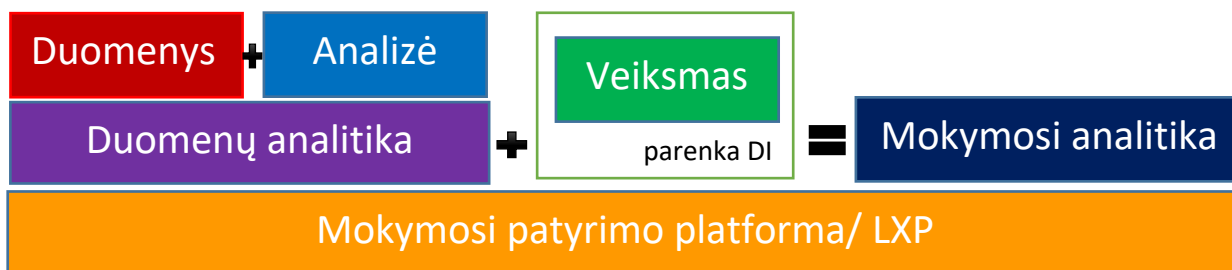 Duomenys + Analizė
Duomenų analitika + Veiksmas
parenka DI
= Mokymosi analitika
Mokymosi patyrimo platforma/ LXP